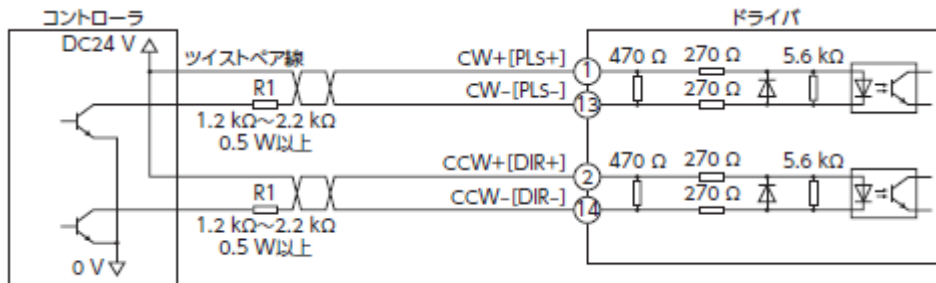 コントローラ
ドライバ
DC24 V
ツイストペア線
CW+[PLS+]
1
470 Ω
270 Ω
5.6 kΩ
R1
CW-[PLS-]
13
270 Ω
1.2 kΩ～2.2 kΩ
0.5 W以上
CCW+[DIR+]
2
470 Ω
270 Ω
5.6 kΩ
R1
CCW-[DIR-]
14
270 Ω
1.2 kΩ～2.2 kΩ
0.5 W以上
0 V